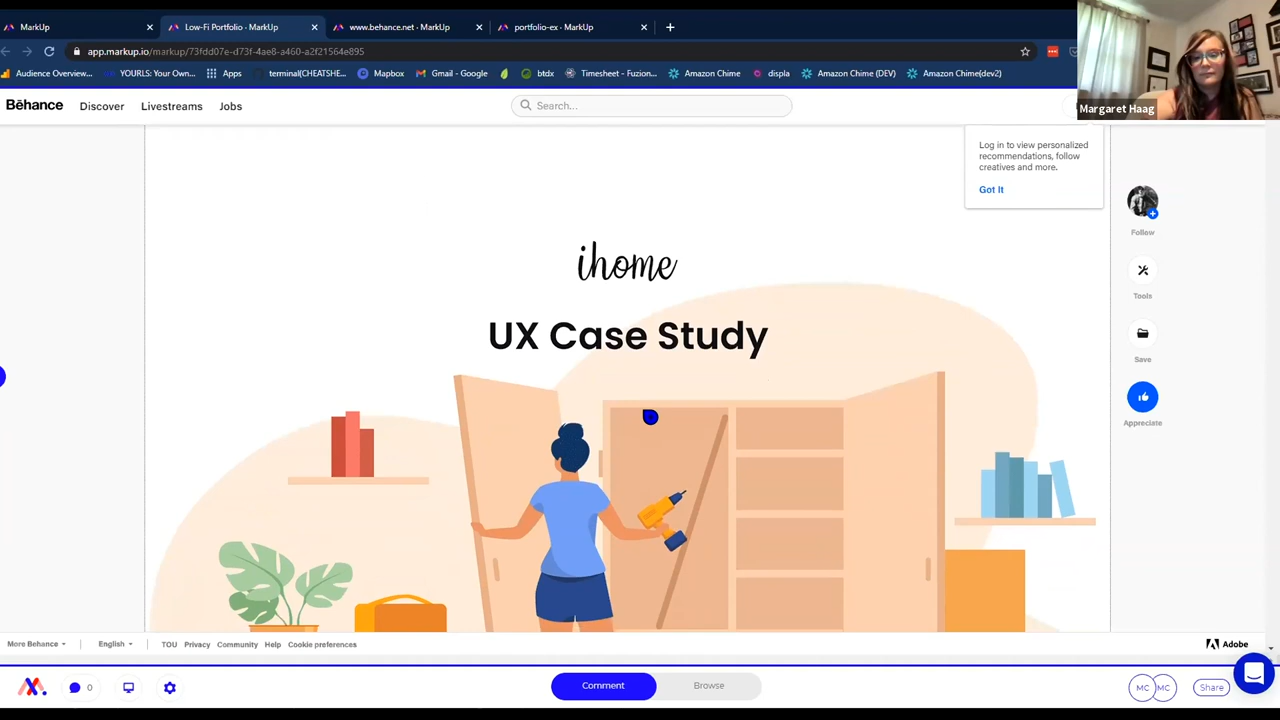 MarkUp
Low-Fi Portfolio · MarkUp
www.behance.net · MarkUp
portfolio-ex · MarkUp
app.markup.io/markup/73fdd07e-d73f-4ae8-a460-a2f21564e895
Audience Overview...
YOURLS: Your Own...
Apps
terminal(CHEATSHE...
Mapbox
Gmail - Google
btdx
Timesheet - Fuzion...
Amazon Chime
displa
Amazon Chime (DEV)
Amazon Chime(dev2)
Margaret Haag
Bēhance
Discover
Livestreams
Jobs
Search...
Log in to view personalized
recommendations, follow
creatives and more.
Got It
Follow
Tools
Save
Appreciate
ihome
UX Case Study
More Behance
English
TOU
Privacy
Community
Help
Cookie preferences
Adobe
0
Comment
Browse
MC
MC
Share